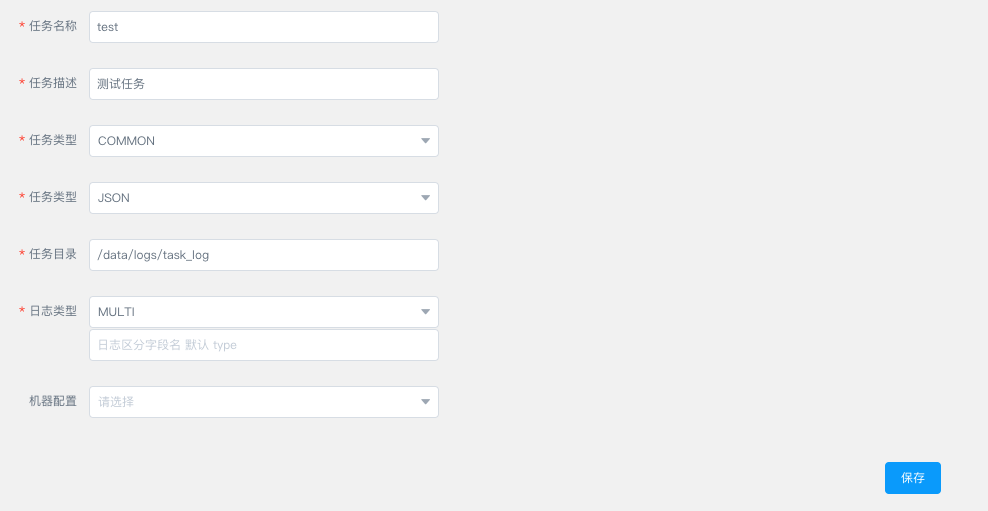 * 任务名称 test
* 任务描述 测试任务
* 任务类型 COMMON
* 任务类型 JSON
* 任务目录 /data/logs/task_log
* 日志类型 MULTI
日志区分字段名 默认 type
机器配置 请选择
保存